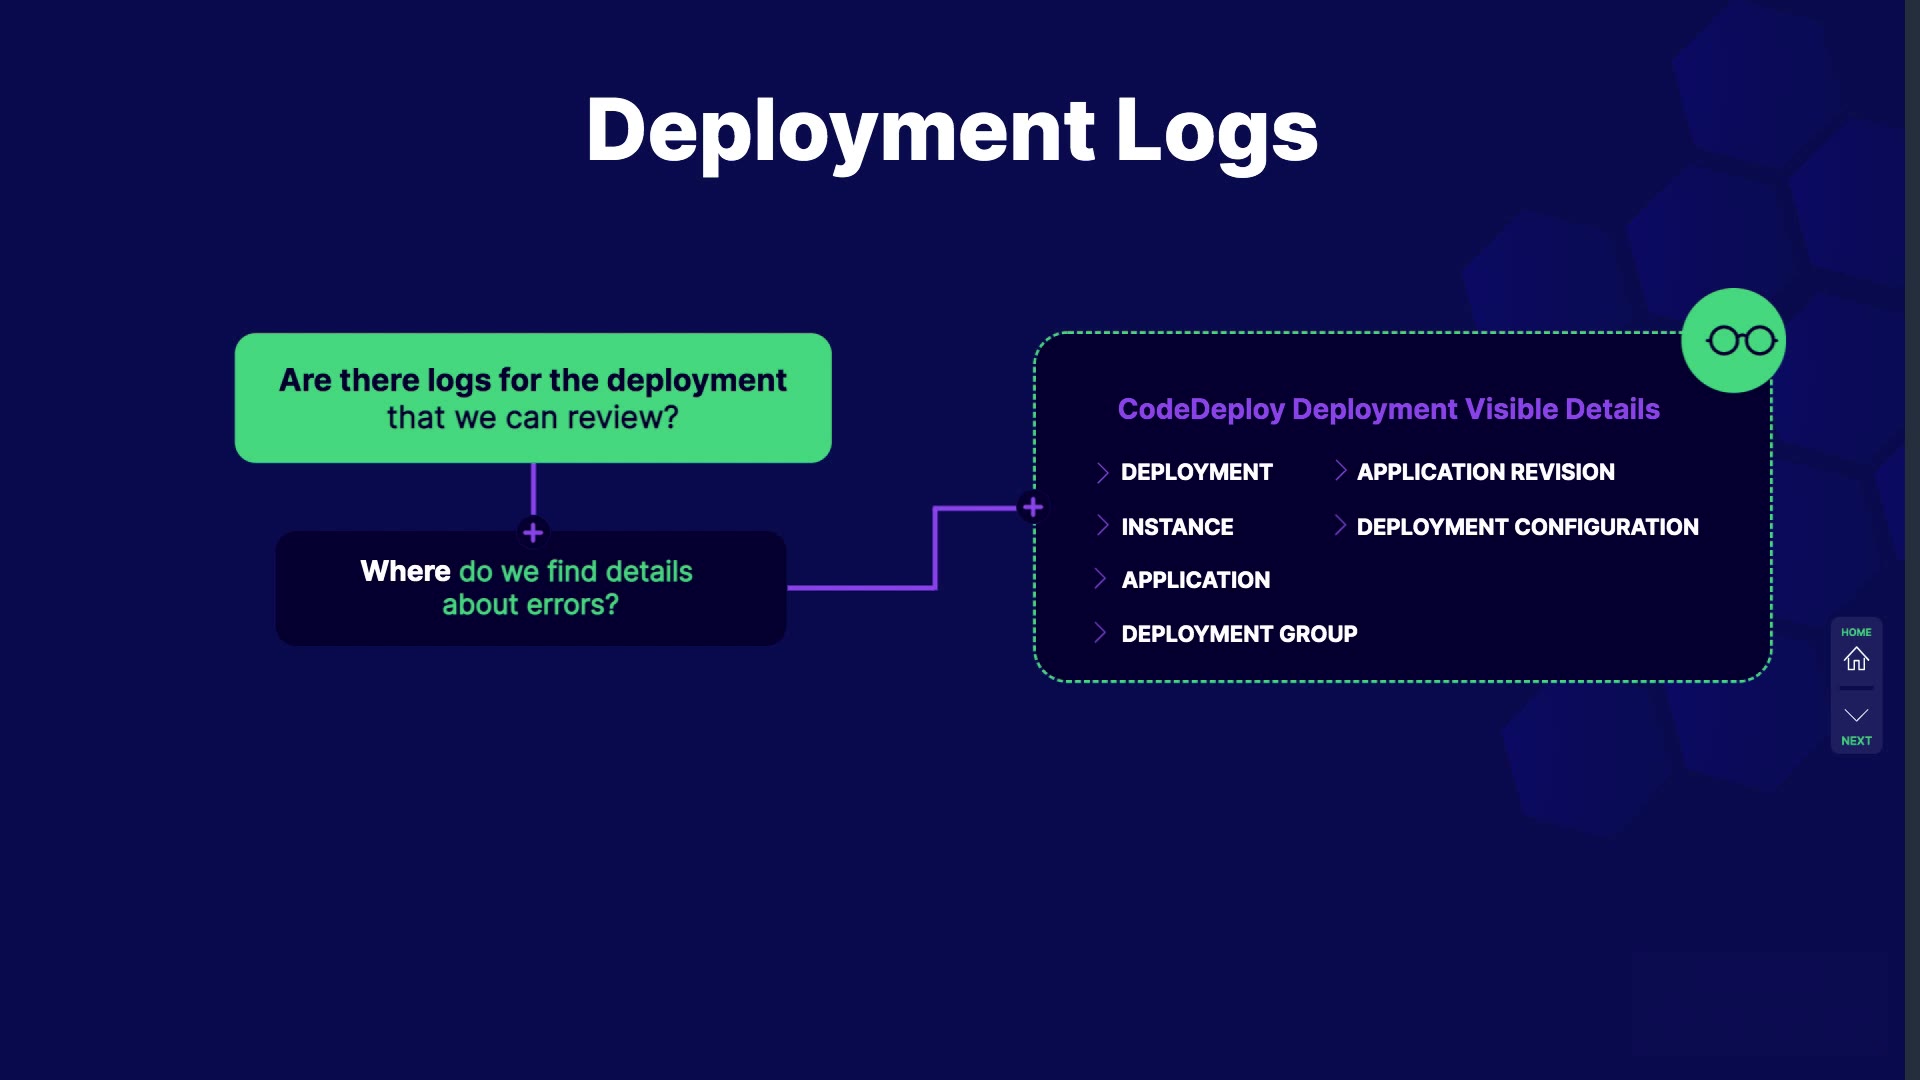 Deployment Logs
Are there logs for the deployment
that we can review?
Where do we find details
about errors?
CodeDeploy Deployment Visible Details
DEPLOYMENT
INSTANCE
APPLICATION
DEPLOYMENT GROUP
APPLICATION REVISION
DEPLOYMENT CONFIGURATION
HOME
NEXT